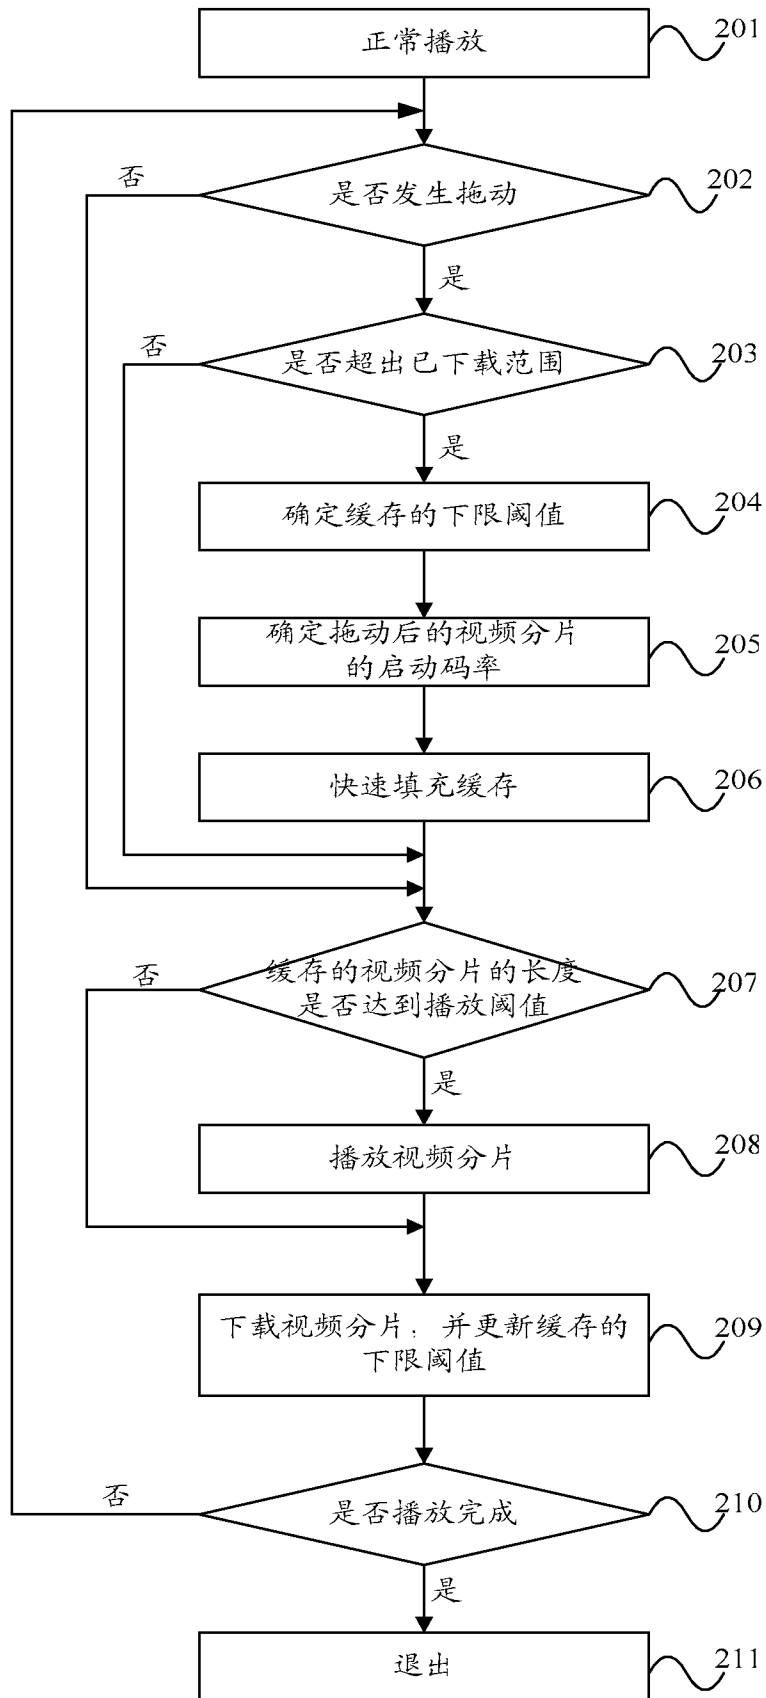 正常播放
201
是否发生拖动
202
否
是
是否超出已下载范围
203
否
是
确定缓存的下限阈值
204
确定拖动后的视频分片
的启动码率
205
快速填充缓存
206
缓存的视频分片的长度
是否达到播放阈值
207
否
是
播放视频分片
208
下载视频分片；并更新缓存的
下限阈值
209
是否播放完成
210
否
是
退出
211